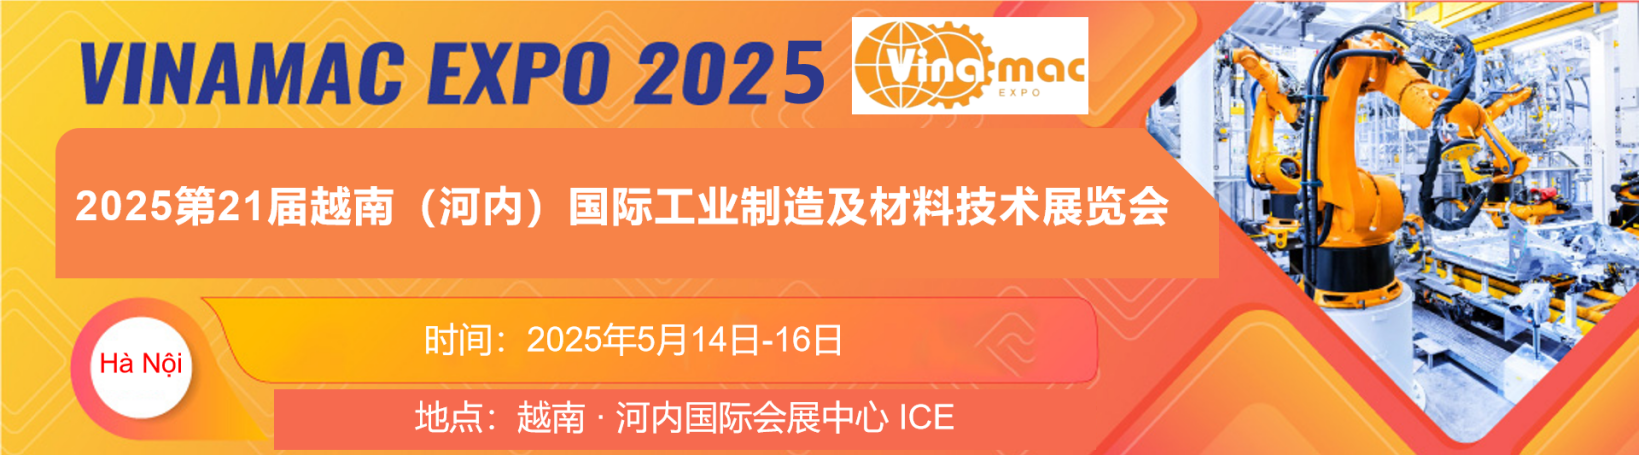 VINAMAC EXPO 2025
Vinamac
EXPO
2025第21届越南（河内）国际工业制造及材料技术展览会
Hà Nội
时间：2025年5月14日-16日
地点：越南 · 河内国际会展中心 ICE